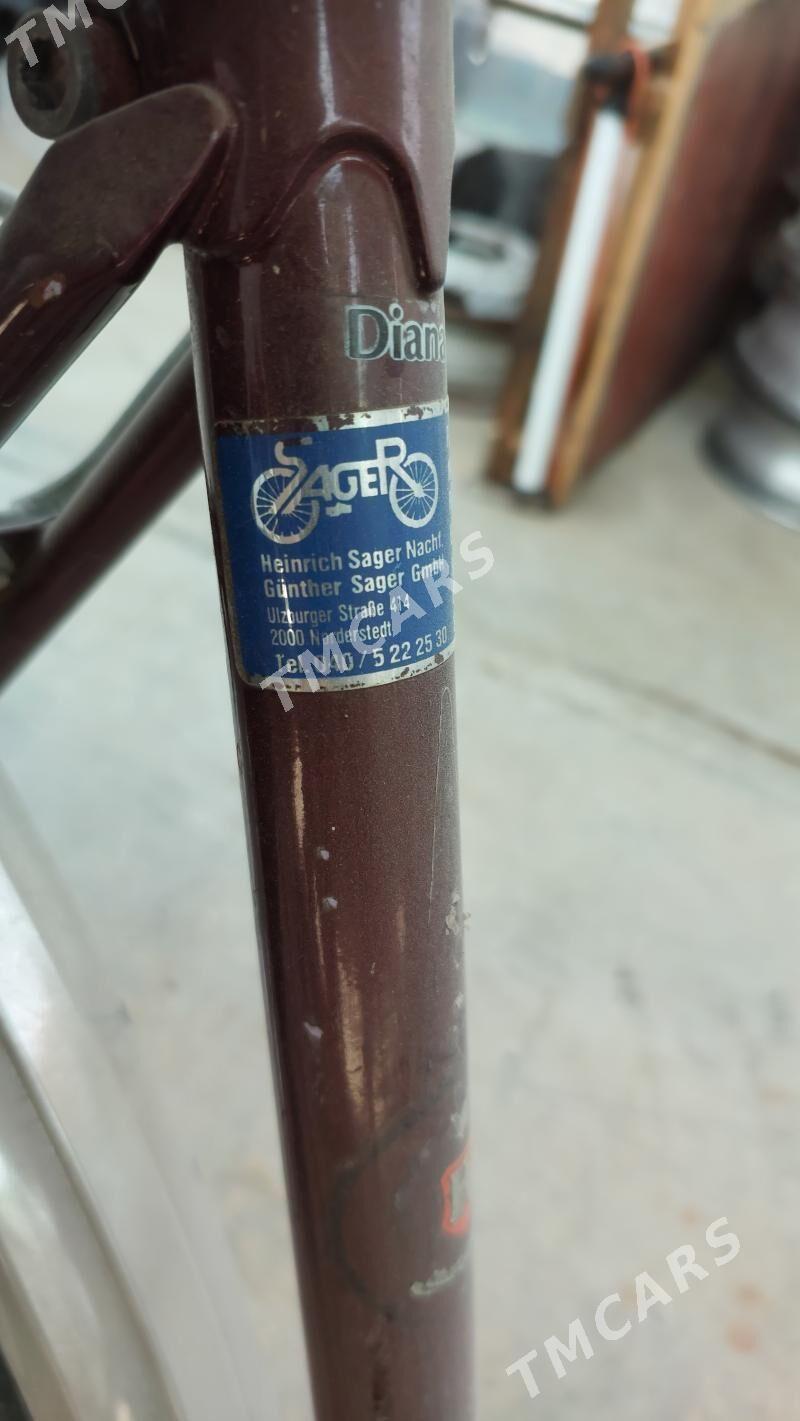 TMCARS
Diana
SAGER
Heinrich Sager Nachf.
Günther Sager GmbH
Ulzburger Straße 414
2000 Norderstedt
Tel. 040 / 5 22 25 30
TMCARS
TMCARS